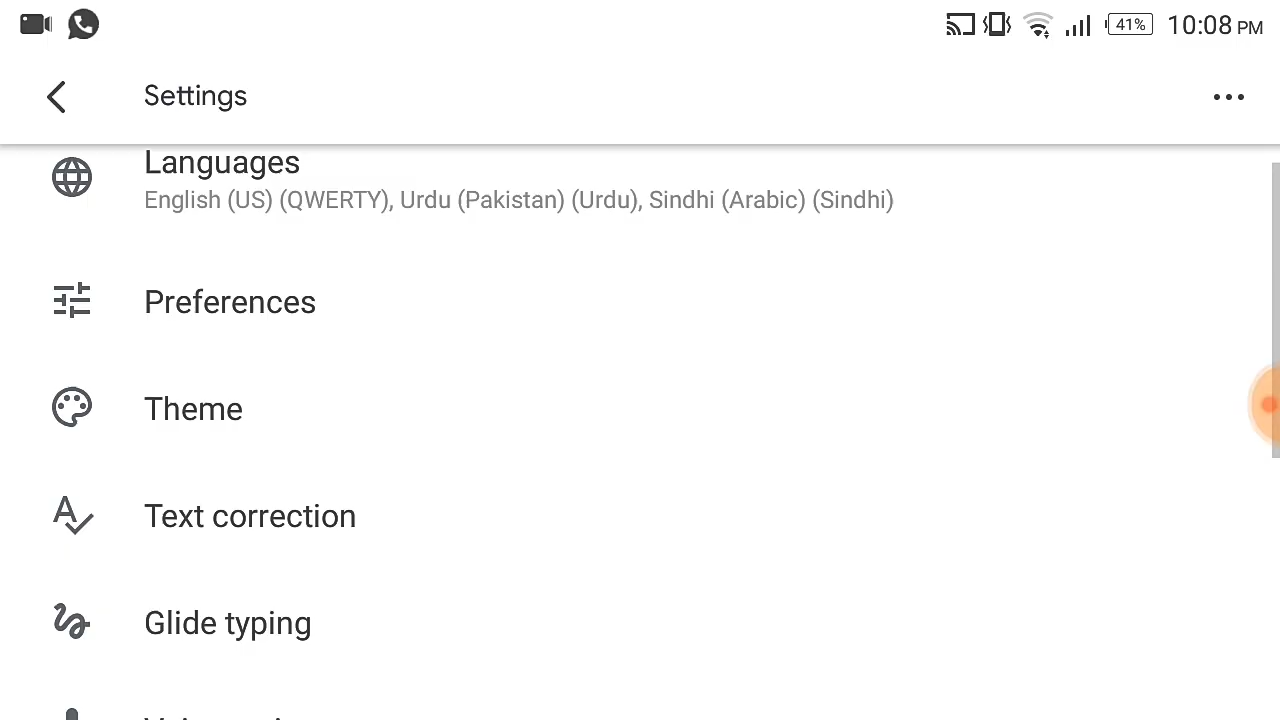 41% 10:08 PM
Settings
Languages
English (US) (QWERTY), Urdu (Pakistan) (Urdu), Sindhi (Arabic) (Sindhi)
Preferences
Theme
Text correction
Glide typing